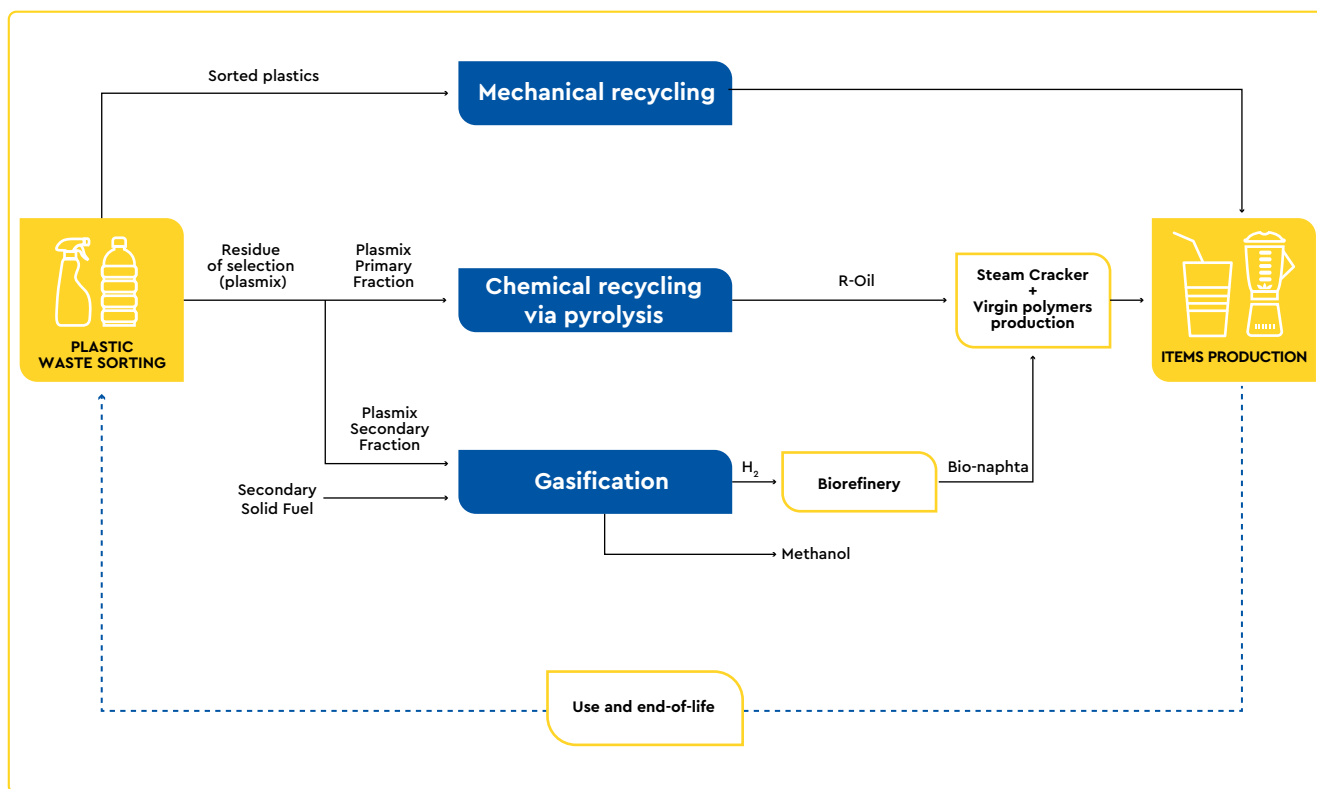 Sorted plastics
Mechanical recycling
PLASTIC
WASTE SORTING
Residue
of selection
(plasmix)
Plasmix
Primary
Fraction
Chemical recycling
via pyrolysis
R-Oil
Steam Cracker
+
Virgin polymers
production
ITEMS PRODUCTION
Plasmix
Secondary
Fraction
Secondary
Solid Fuel
Gasification
H₂
Biorefinery
Bio-naphta
Methanol
Use and end-of-life